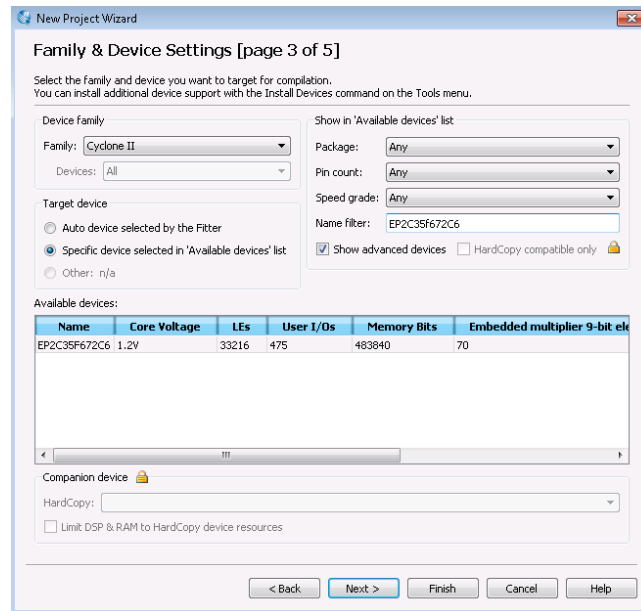 New Project Wizard
Family & Device Settings [page 3 of 5]
Select the family and device you want to target for compilation.
You can install additional device support with the Install Devices command on the Tools menu.
Device family
Family: Cyclone II
Devices: All
Target device
Auto device selected by the Fitter
Specific device selected in 'Available devices' list
Other: n/a
Show in 'Available devices' list
Package: Any
Pin count: Any
Speed grade: Any
Name filter: EP2C35f672C6
Show advanced devices HardCopy compatible only
Available devices:
Name Core Voltage LEs User I/Os Memory Bits Embedded multiplier 9-bit ele
EP2C35F672C6 1.2V 33216 475 483840 70
Companion device
HardCopy:
Limit DSP & RAM to HardCopy device resources
< Back Next > Finish Cancel Help